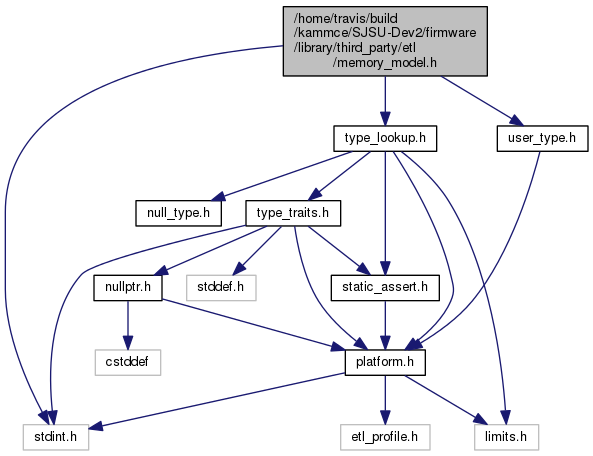 /home/travis/build
/kammce/SJSU-Dev2/firmware
/library/third_party/etl
/memory_model.h
type_lookup.h
user_type.h
null_type.h
type_traits.h
nullptr.h
stddef.h
static_assert.h
cstddef
platform.h
stdint.h
etl_profile.h
limits.h